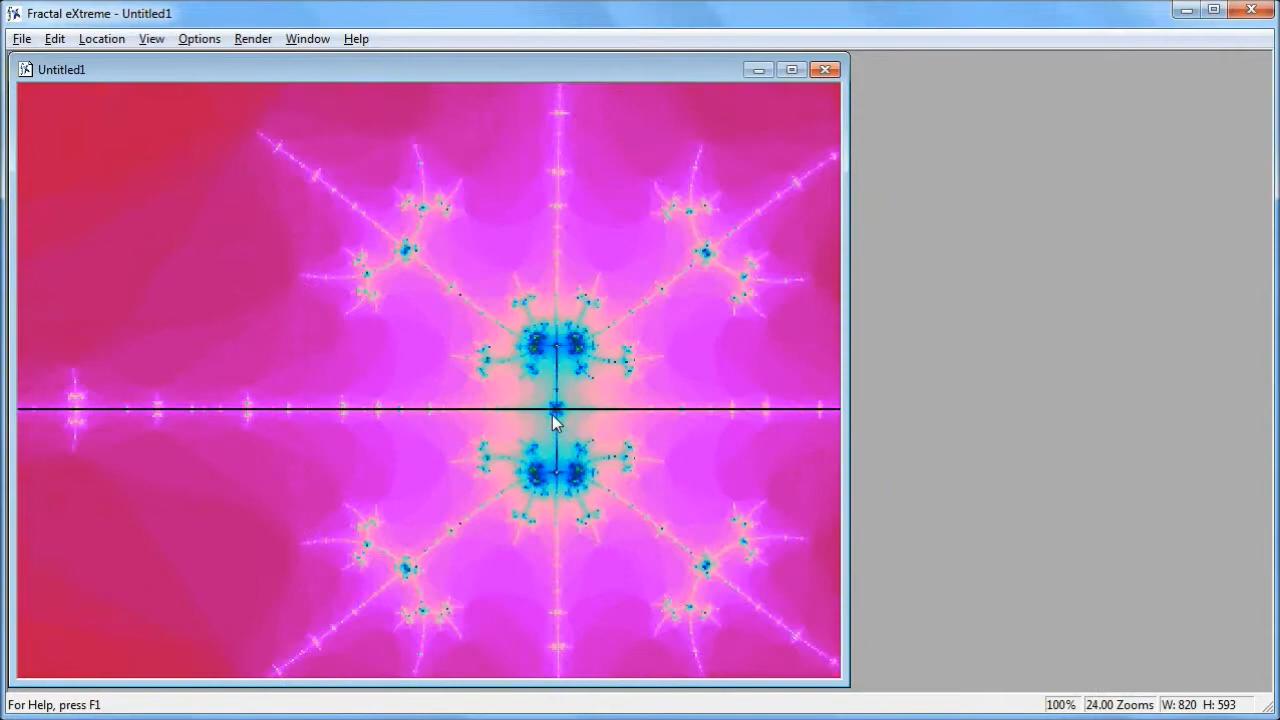 Fractal eXtreme - Untitled1
File Edit Location View Options Render Window Help
Untitled1
For Help, press F1 100% 24.00 Zooms W: 820 H: 593